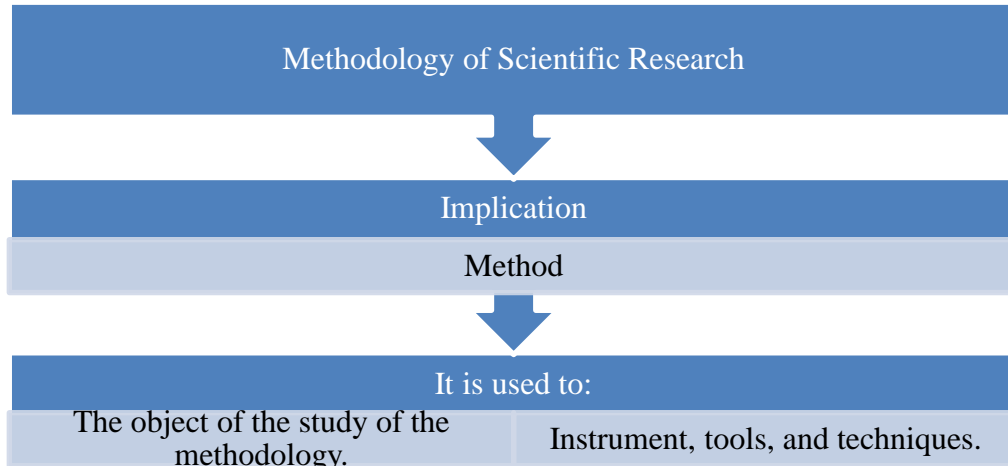 Methodology of Scientific Research
Implication
Method
It is used to:
The object of the study of the
methodology.
Instrument, tools, and techniques.